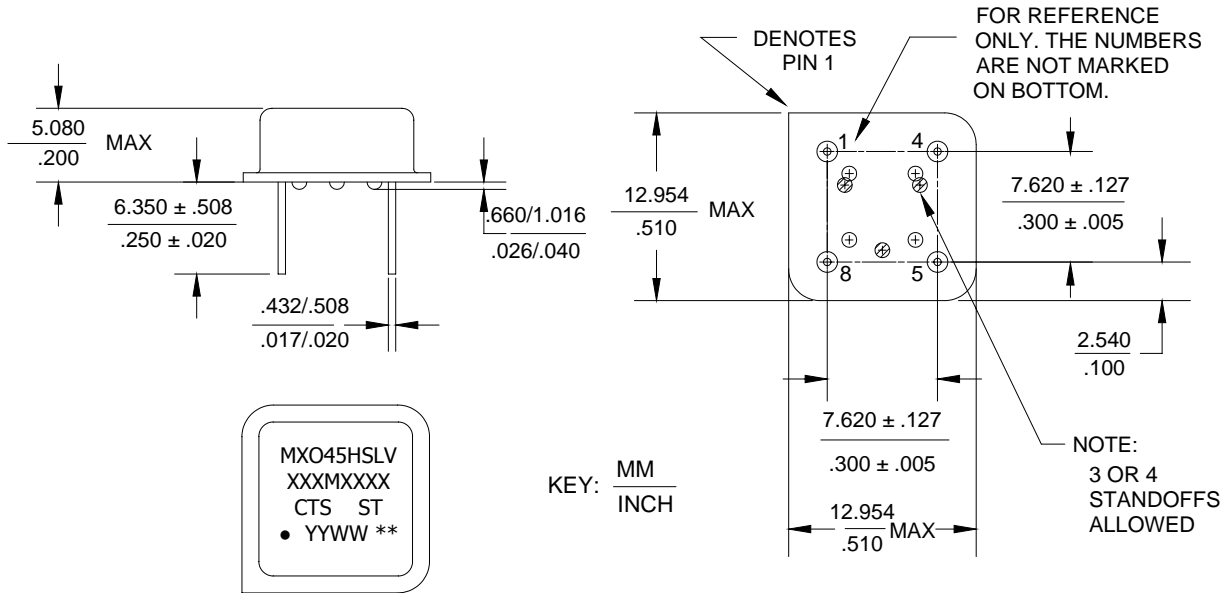 DENOTES
PIN 1
FOR REFERENCE
ONLY. THE NUMBERS
ARE NOT MARKED
ON BOTTOM.
5.080
.200
MAX
6.350 ± .508
.250 ± .020
.660/1.016
.026/.040
.432/.508
.017/.020
12.954
.510
MAX
1
4
8
5
7.620 ± .127
.300 ± .005
2.540
.100
7.620 ± .127
.300 ± .005
12.954
.510
MAX
NOTE:
3 OR 4
STANDOFFS
ALLOWED
MXO45HSLV
XXXMXXXX
CTS ST
● YYWW **
KEY: MM
INCH